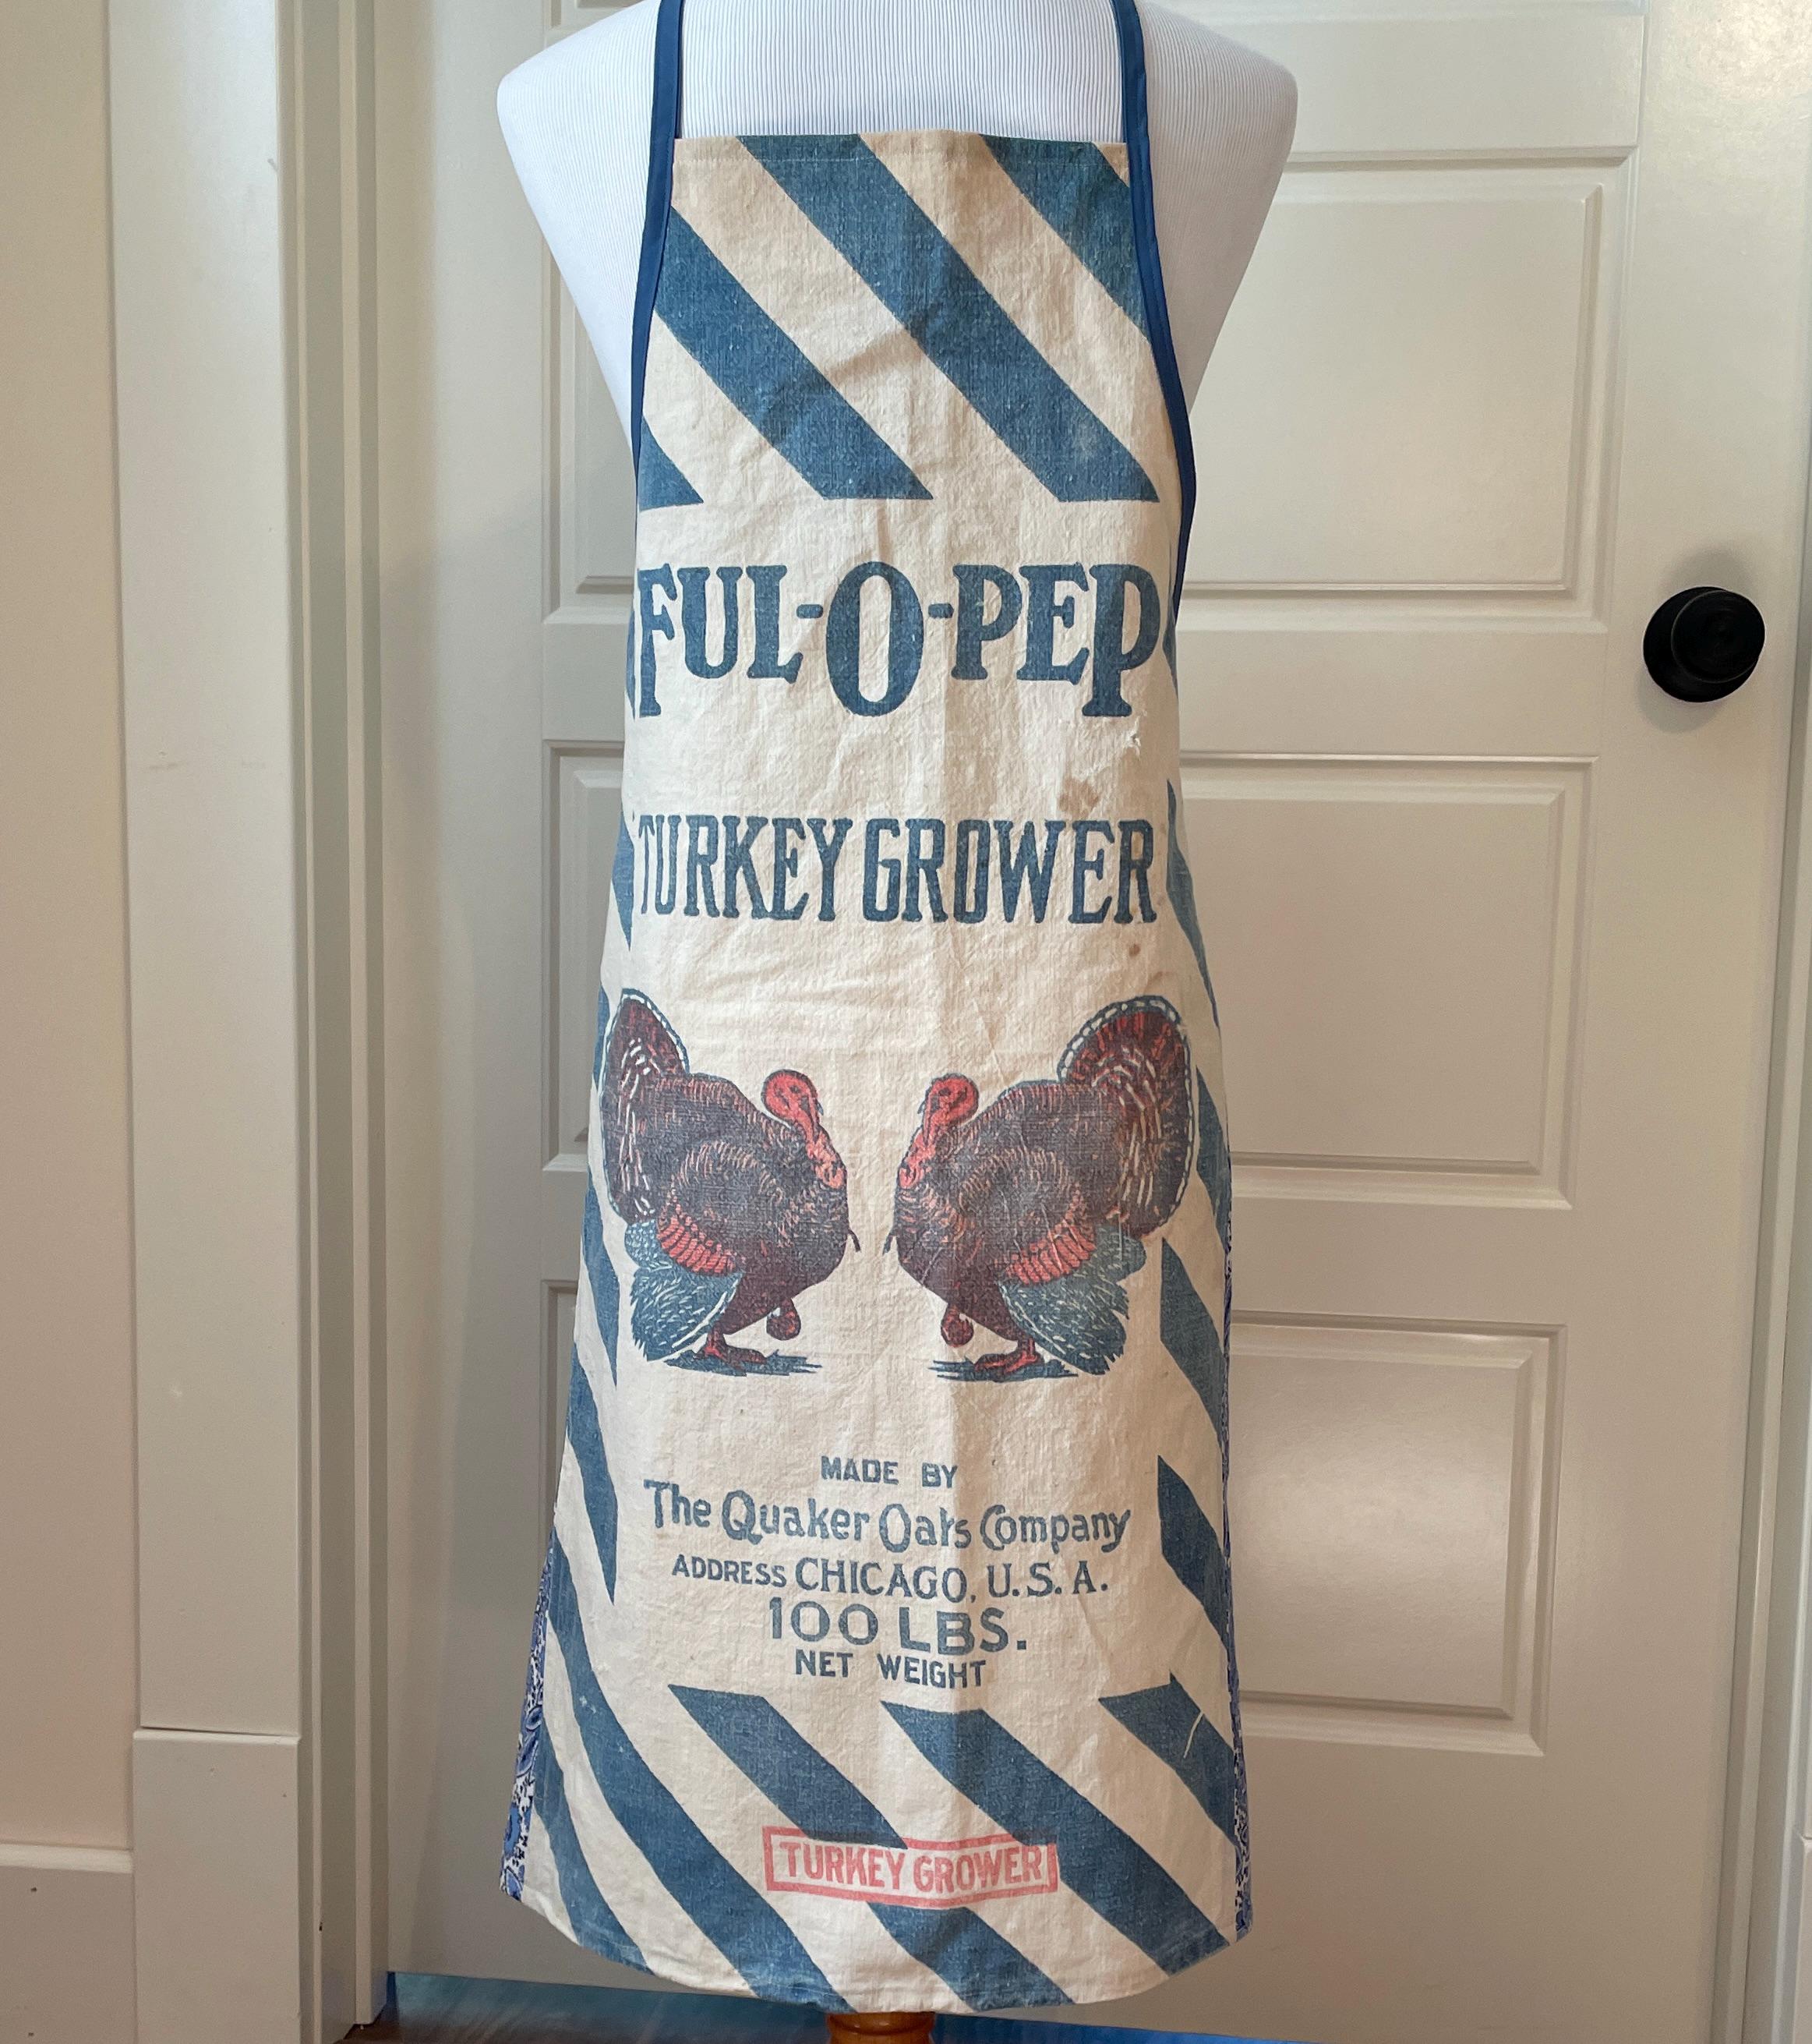 FUL-O-PEP
TURKEY GROWER
MADE BY
The Quaker Oats Company
ADDRESS CHICAGO, U.S.A.
100 LBS.
NET WEIGHT
TURKEY GROWER